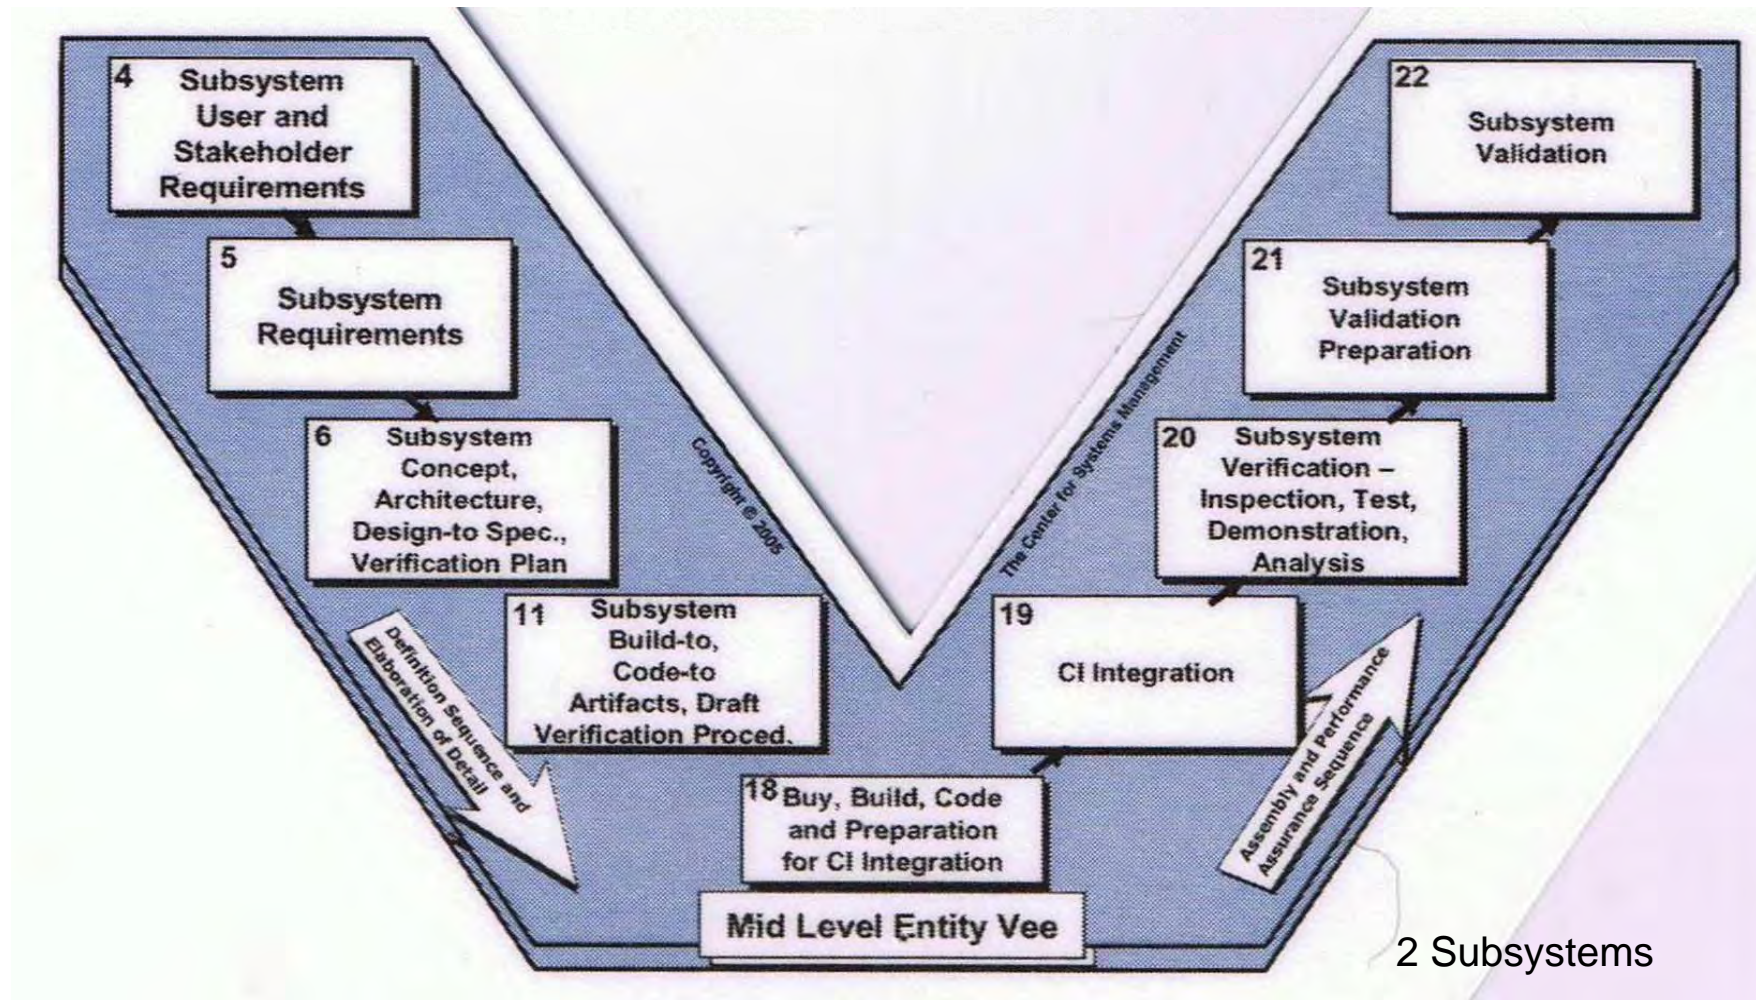 4
Subsystem
User and
Stakeholder
Requirements
5
Subsystem
Requirements
6
Subsystem
Concept,
Architecture,
Design-to Spec.,
Verification Plan
11
Subsystem
Build-to,
Code-to
Artifacts, Draft
Verification Proced.
Definition Sequence and
Elaboration of Detail
Copyright © 2005
18
Buy, Build, Code
and Preparation
for CI Integration
Mid Level Entity Vee
The Center for Systems Management
19
CI Integration
20
Subsystem
Verification –
Inspection, Test,
Demonstration,
Analysis
21
Subsystem
Validation
Preparation
22
Subsystem
Validation
Assembly and Performance
Assurance Sequence
2 Subsystems